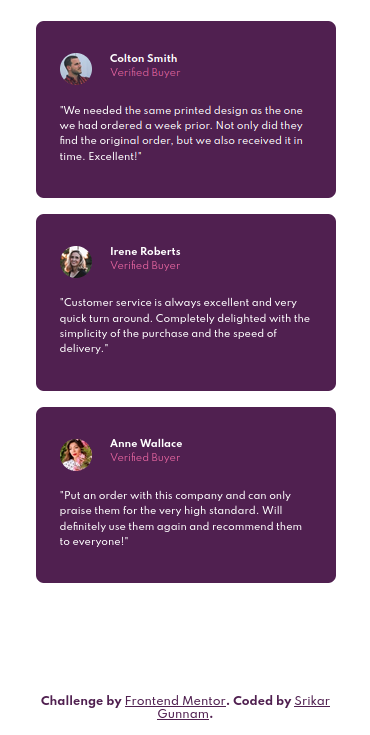 Colton Smith
Verified Buyer
"We needed the same printed design as the one
we had ordered a week prior. Not only did they
find the original order, but we also received it in
time. Excellent!"
Irene Roberts
Verified Buyer
"Customer service is always excellent and very
quick turn around. Completely delighted with the
simplicity of the purchase and the speed of
delivery."
Anne Wallace
Verified Buyer
"Put an order with this company and can only
praise them for the very high standard. Will
definitely use them again and recommend them
to everyone!"
Challenge by Frontend Mentor. Coded by Srikar
Gunnam.